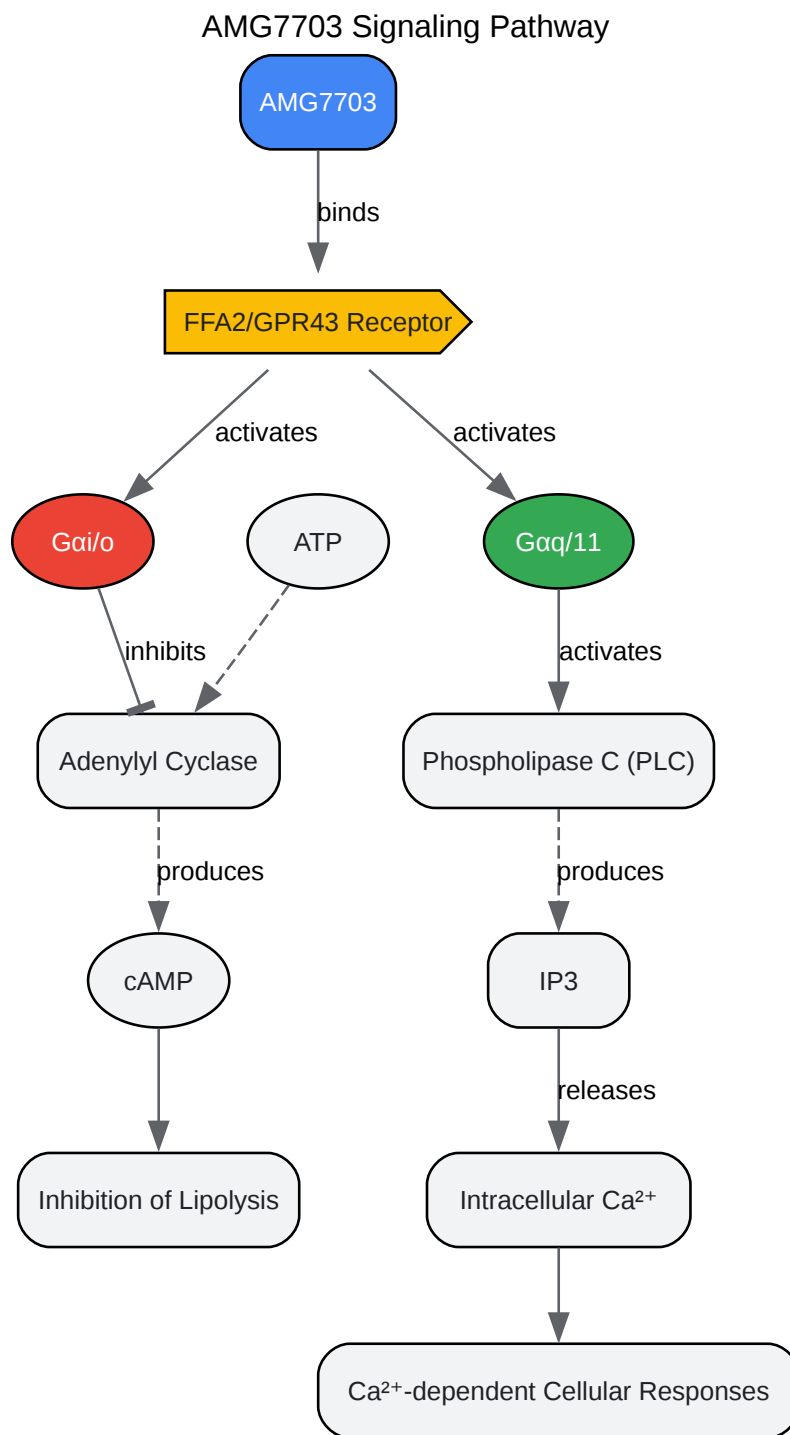 AMG7703 Signaling Pathway
AMG7703
binds
FFA2/GPR43 Receptor
activates
activates
Gαi/o
ATP
Gαq/11
inhibits
activates
Adenylyl Cyclase
Phospholipase C (PLC)
produces
produces
cAMP
IP3
releases
Inhibition of Lipolysis
Intracellular Ca²⁺
Ca²⁺-dependent Cellular Responses